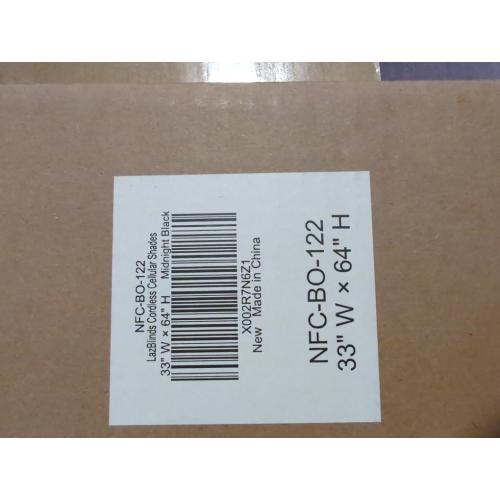 NFC-BO-122
LazBlinds Cordless Cellular Shades
33" W × 64" H Midnight Black
X002R7N6Z1
New Made in China
NFC-BO-122
33" W × 64" H